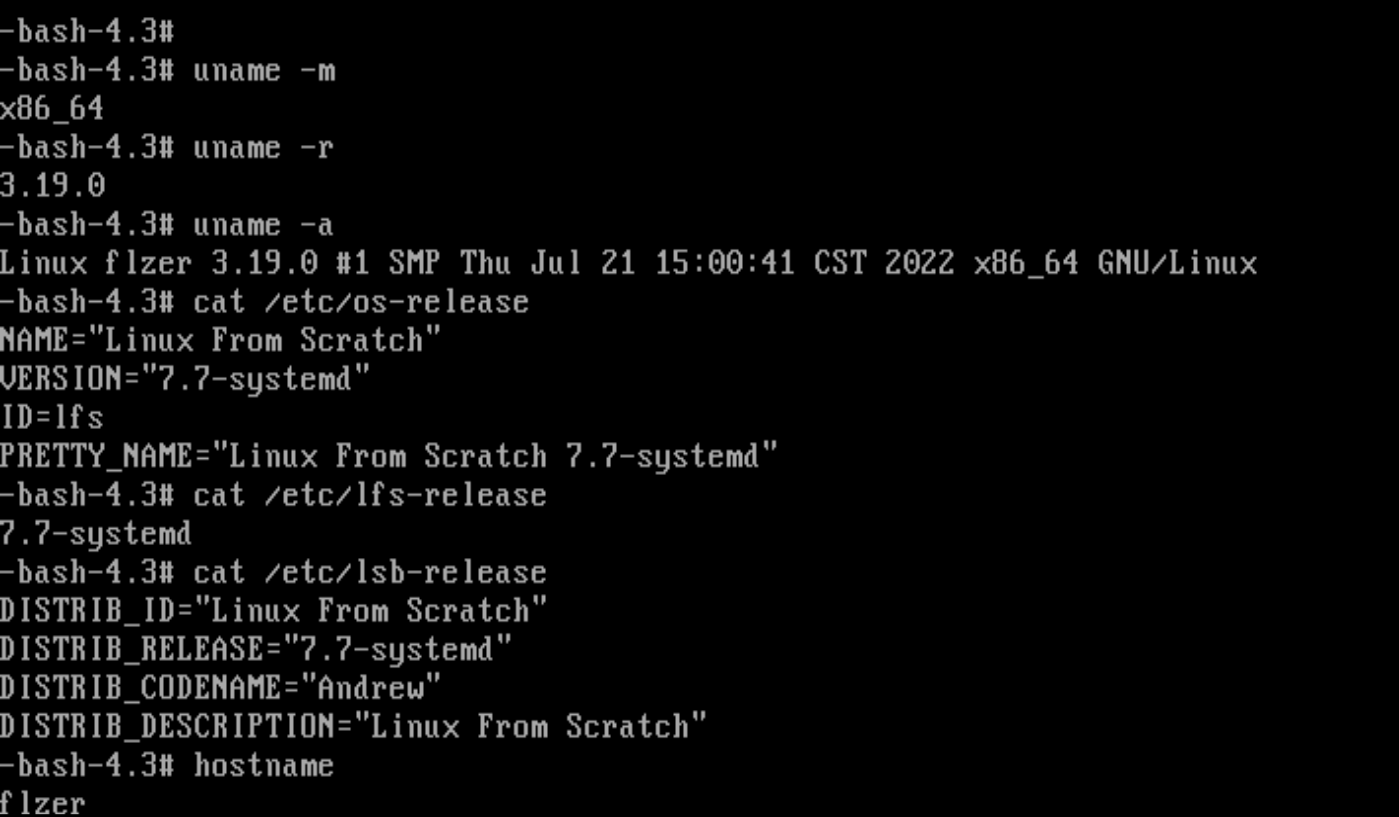 -bash-4.3#
-bash-4.3# uname -m
x86_64
-bash-4.3# uname -r
3.19.0
-bash-4.3# uname -a
Linux flzer 3.19.0 #1 SMP Thu Jul 21 15:00:41 CST 2022 x86_64 GNU/Linux
-bash-4.3# cat /etc/os-release
NAME="Linux From Scratch"
VERSION="7.7-systemd"
ID=lfs
PRETTY_NAME="Linux From Scratch 7.7-systemd"
-bash-4.3# cat /etc/lfs-release
7.7-systemd
-bash-4.3# cat /etc/lsb-release
DISTRIB_ID="Linux From Scratch"
DISTRIB_RELEASE="7.7-systemd"
DISTRIB_CODENAME="Andrew"
DISTRIB_DESCRIPTION="Linux From Scratch"
-bash-4.3# hostname
flzer